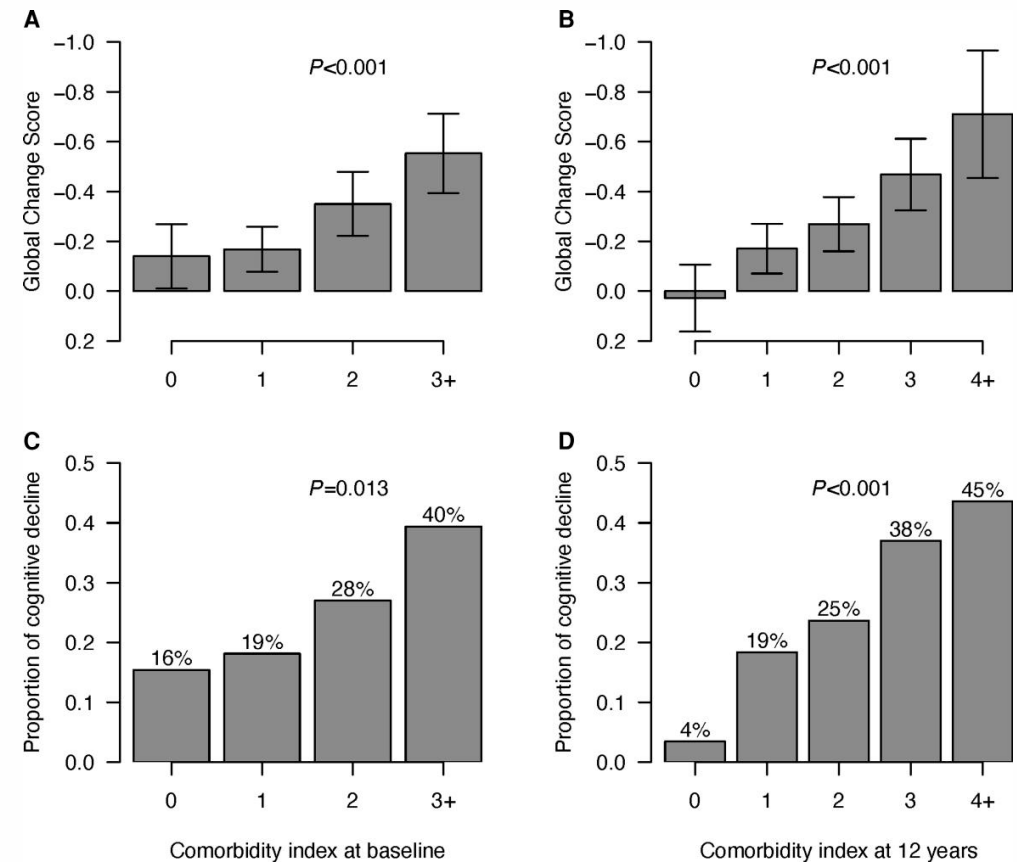 A
Global Change Score
−1.0
−0.8
−0.6
−0.4
−0.2
0.0
0.2
P<0.001
0 1 2 3+
B
Global Change Score
−1.0
−0.8
−0.6
−0.4
−0.2
0.0
0.2
P<0.001
0 1 2 3 4+
C
Proportion of cognitive decline
0.5
0.4
0.3
0.2
0.1
0.0
P=0.013
16% 19% 28% 40%
0 1 2 3+
Comorbidity index at baseline
D
Proportion of cognitive decline
0.5
0.4
0.3
0.2
0.1
0.0
P<0.001
4% 19% 25% 38% 45%
0 1 2 3 4+
Comorbidity index at 12 years